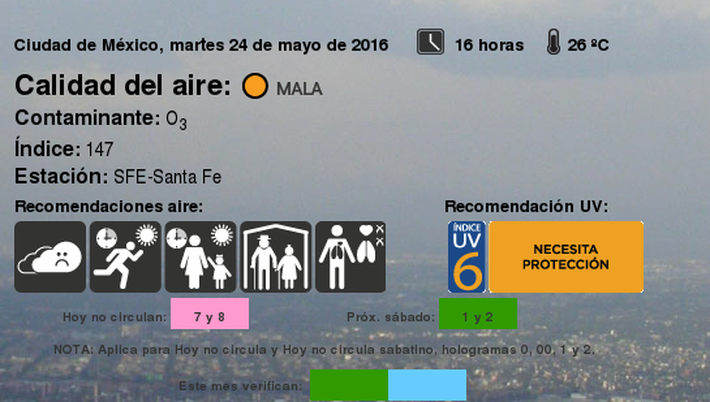 Ciudad de México, martes 24 de mayo de 2016 16 horas 26 ºC
Calidad del aire: MALA
Contaminante: O3
Índice: 147
Estación: SFE-Santa Fe
Recomendaciones aire: Recomendación UV:
ÍNDICE
UV
6
NECESITA
PROTECCIÓN
Hoy no circulan: 7 y 8 Próx. sábado: 1 y 2
NOTA: Aplica para Hoy no circula y Hoy no circula sabatino, hologramas 0, 00, 1 y 2.
Este mes verifican: